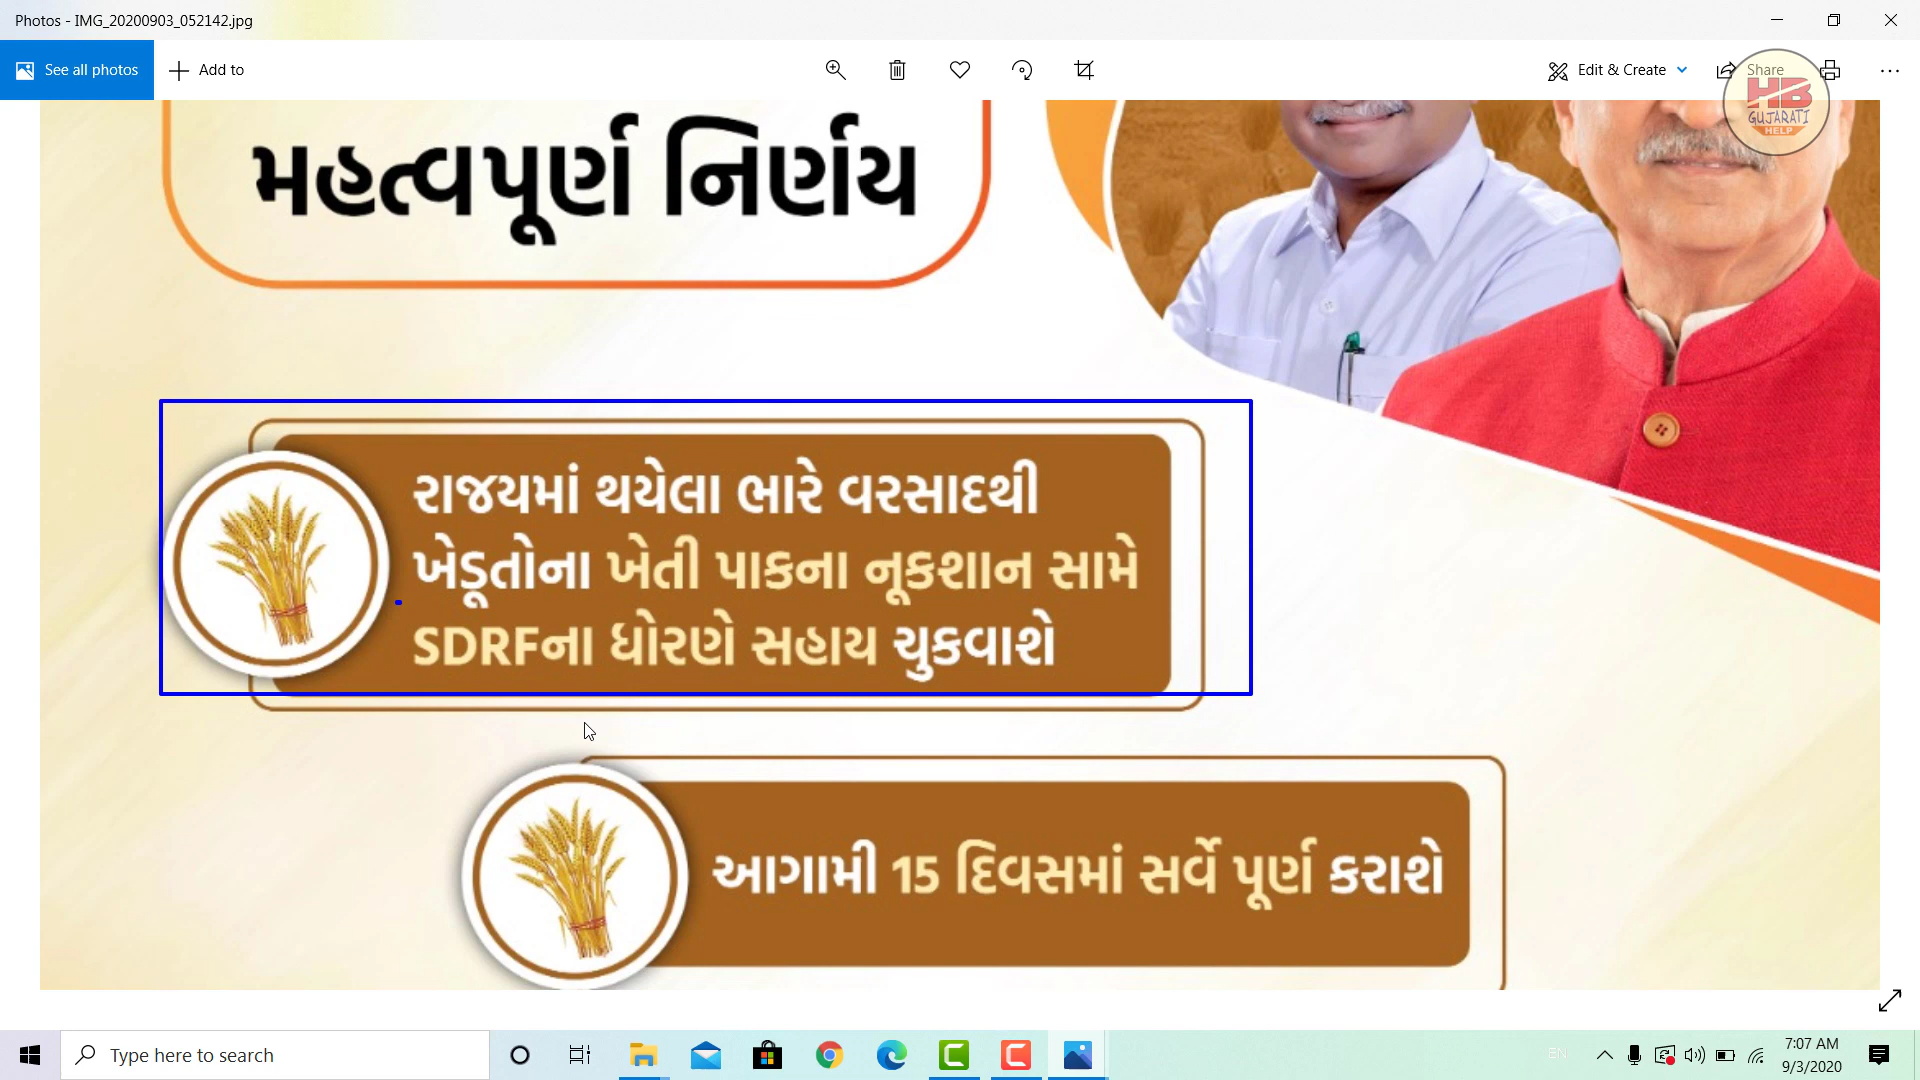 Photos - IMG_20200903_052142.jpg
See all photos
Add to
Edit & Create
Share
HB
GUJARATI
HELP
મહત્વપૂર્ણ નિર્ણય
રાજયમાં થયેલા ભારે વરસાદથી
ખેડૂતોના ખેતી પાકના નૂકશાન સામે
SDRFના ધોરણે સહાય ચુકવાશે
આગામી 15 દિવસમાં સર્વે પૂર્ણ કરાશે
Type here to search
EN
7:07 AM
9/3/2020